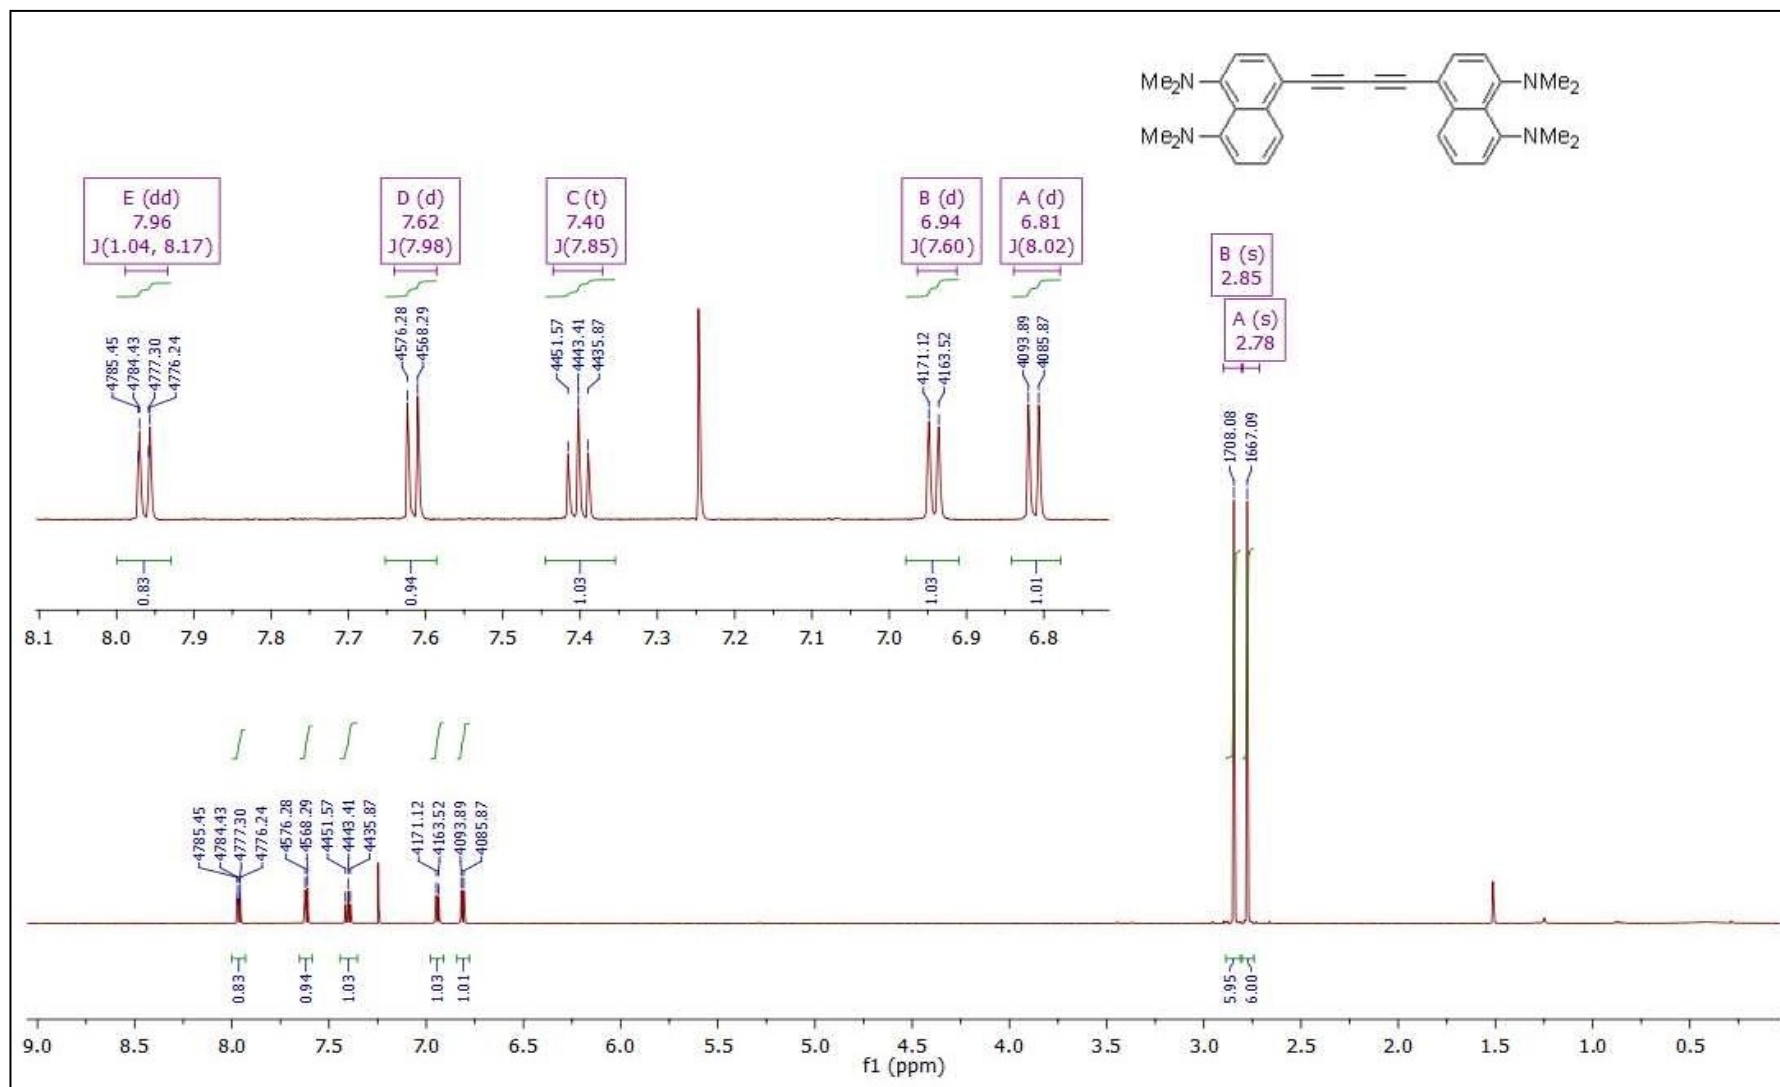 Me2N
NMe2
Me2N
NMe2
E (dd)
7.96
J(1.04, 8.17)
D (d)
7.62
J(7.98)
C (t)
7.40
J(7.85)
B (d)
6.94
J(7.60)
A (d)
6.81
J(8.02)
B (s)
2.85
A (s)
2.78
4785.45
4784.43
4777.30
4776.24
4576.28
4568.29
4451.57
4443.41
4435.87
4171.12
4163.52
4093.89
4085.87
1708.08
1667.09
0.83
0.94
1.03
1.03
1.01
8.1 8.0 7.9 7.8 7.7 7.6 7.5 7.4 7.3 7.2 7.1 7.0 6.9 6.8
4785.45
4784.43
4777.30
4776.24
4576.28
4568.29
4451.57
4443.41
4435.87
4171.12
4163.52
4093.89
4085.87
0.83
0.94
1.03
1.03
1.01
5.95
6.00
9.0 8.5 8.0 7.5 7.0 6.5 6.0 5.5 5.0 4.5 4.0 3.5 3.0 2.5 2.0 1.5 1.0 0.5
f1 (ppm)